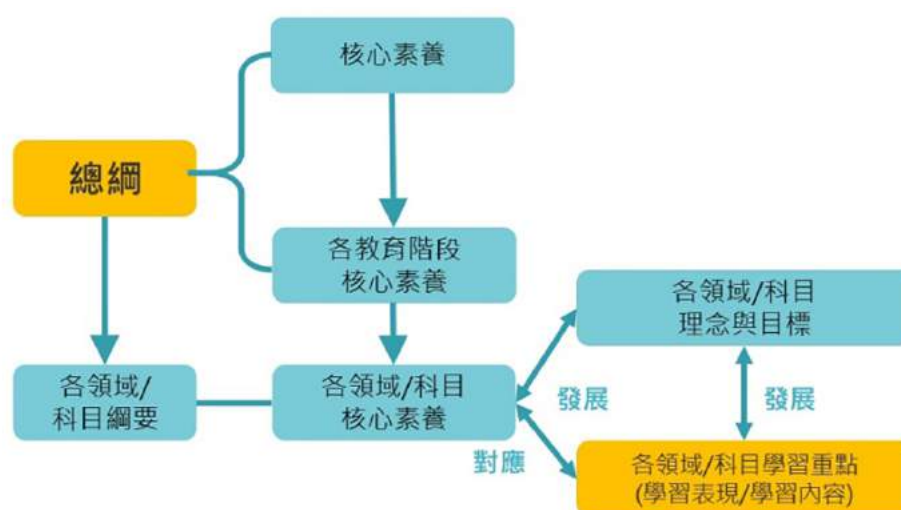 核心素養
總綱
各教育階段
核心素養
各領域/科目
理念與目標
各領域/
科目綱要
各領域/科目
核心素養
發展
發展
對應
各領域/科目學習重點
(學習表現/學習內容)